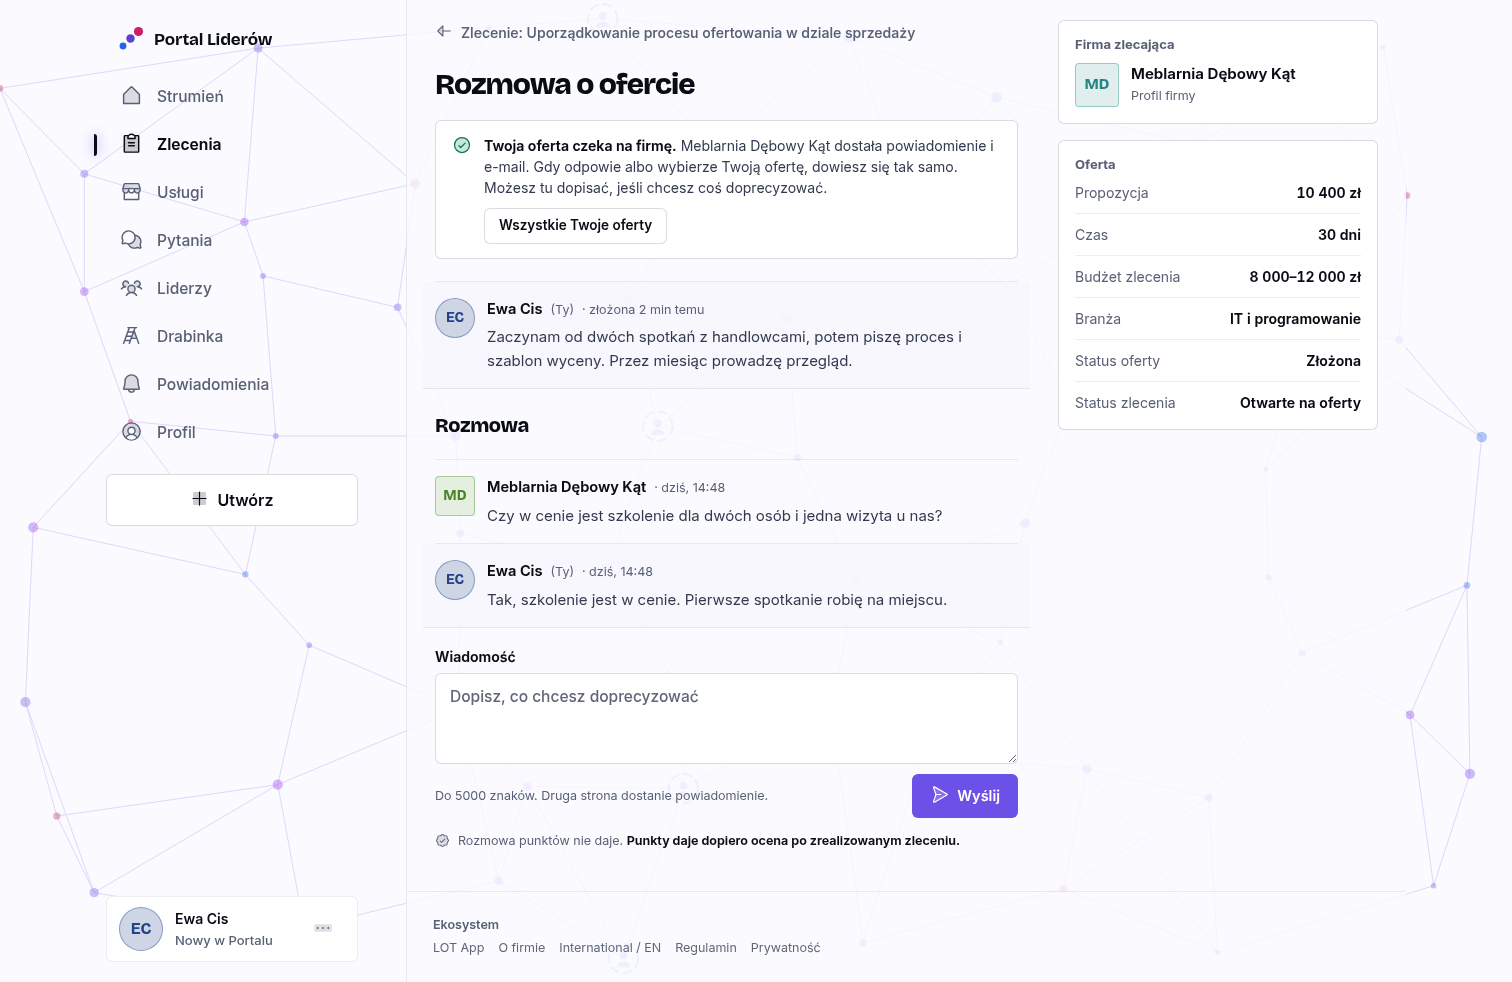 Portal Liderów
Strumień
Zlecenia
Usługi
Pytania
Liderzy
Drabinka
Powiadomienia
Profil
Utwórz
EC
Ewa Cis
Nowy w Portalu
Zlecenie: Uporządkowanie procesu ofertowania w dziale sprzedaży
Rozmowa o ofercie
Twoja oferta czeka na firmę. Meblarnia Dębowy Kąt dostała powiadomienie i
e-mail. Gdy odpowie albo wybierze Twoją ofertę, dowiesz się tak samo.
Możesz tu dopisać, jeśli chcesz coś doprecyzować.
Wszystkie Twoje oferty
EC
Ewa Cis (Ty) · złożona 2 min temu
Zaczynam od dwóch spotkań z handlowcami, potem piszę proces i
szablon wyceny. Przez miesiąc prowadzę przegląd.
Rozmowa
MD
Meblarnia Dębowy Kąt · dziś, 14:48
Czy w cenie jest szkolenie dla dwóch osób i jedna wizyta u nas?
EC
Ewa Cis (Ty) · dziś, 14:48
Tak, szkolenie jest w cenie. Pierwsze spotkanie robię na miejscu.
Wiadomość
Dopisz, co chcesz doprecyzować
Do 5000 znaków. Druga strona dostanie powiadomienie.
Wyślij
Rozmowa punktów nie daje. Punkty daje dopiero ocena po zrealizowanym zleceniu.
Firma zlecająca
MD
Meblarnia Dębowy Kąt
Profil firmy
Oferta
Propozycja 10 400 zł
Czas 30 dni
Budżet zlecenia 8 000–12 000 zł
Branża IT i programowanie
Status oferty Złożona
Status zlecenia Otwarte na oferty
Ekosystem
LOT App O firmie International / EN Regulamin Prywatność